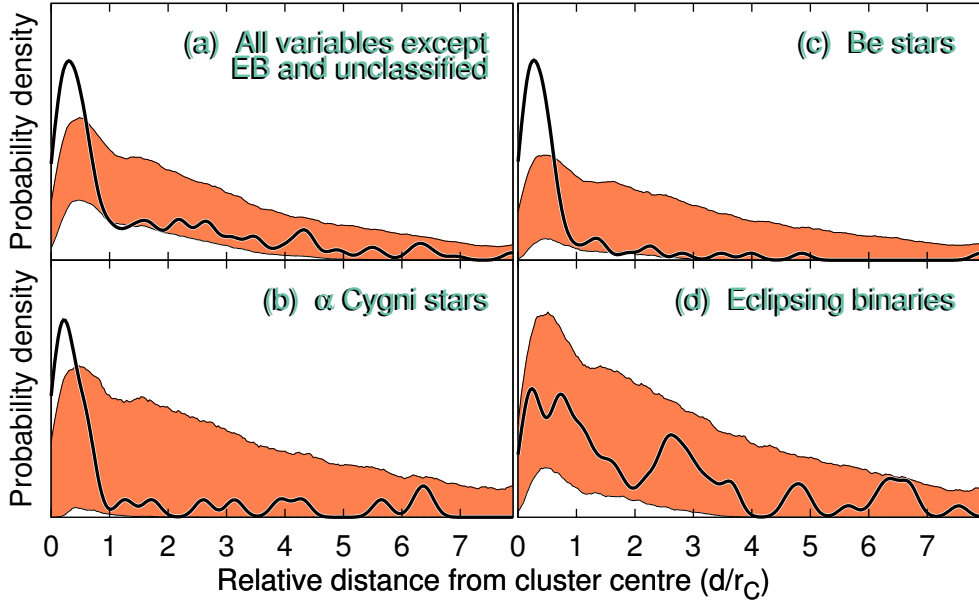 Probability density
(a) All variables except
EB and unclassified
(c) Be stars
Probability density
(b) α Cygni stars
(d) Eclipsing binaries
0 1 2 3 4 5 6 7 0 1 2 3 4 5 6 7
Relative distance from cluster centre (d/rC)